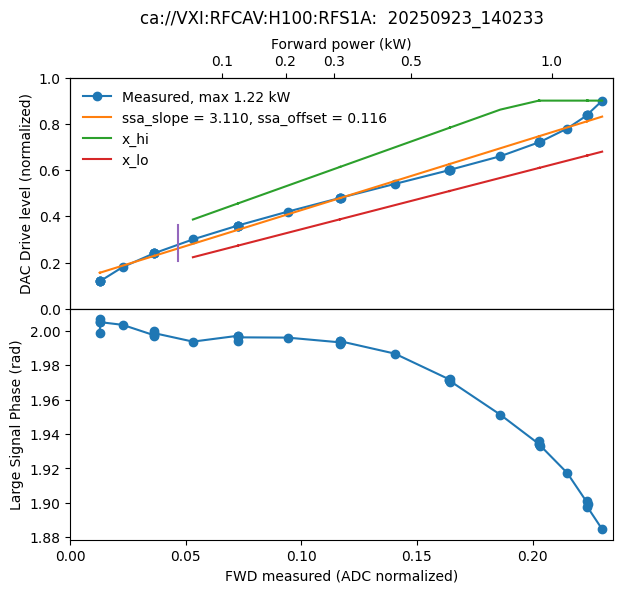 ca://VXI:RFCAV:H100:RFS1A:  20250923_140233
Forward power (kW)
0.1 0.2 0.3 0.5 1.0
1.0
0.8
0.6
0.4
0.2
0.0
DAC Drive level (normalized)
Measured, max 1.22 kW
ssa_slope = 3.110, ssa_offset = 0.116
x_hi
x_lo
2.00
1.98
1.96
1.94
1.92
1.90
1.88
Large Signal Phase (rad)
0.00 0.05 0.10 0.15 0.20
FWD measured (ADC normalized)